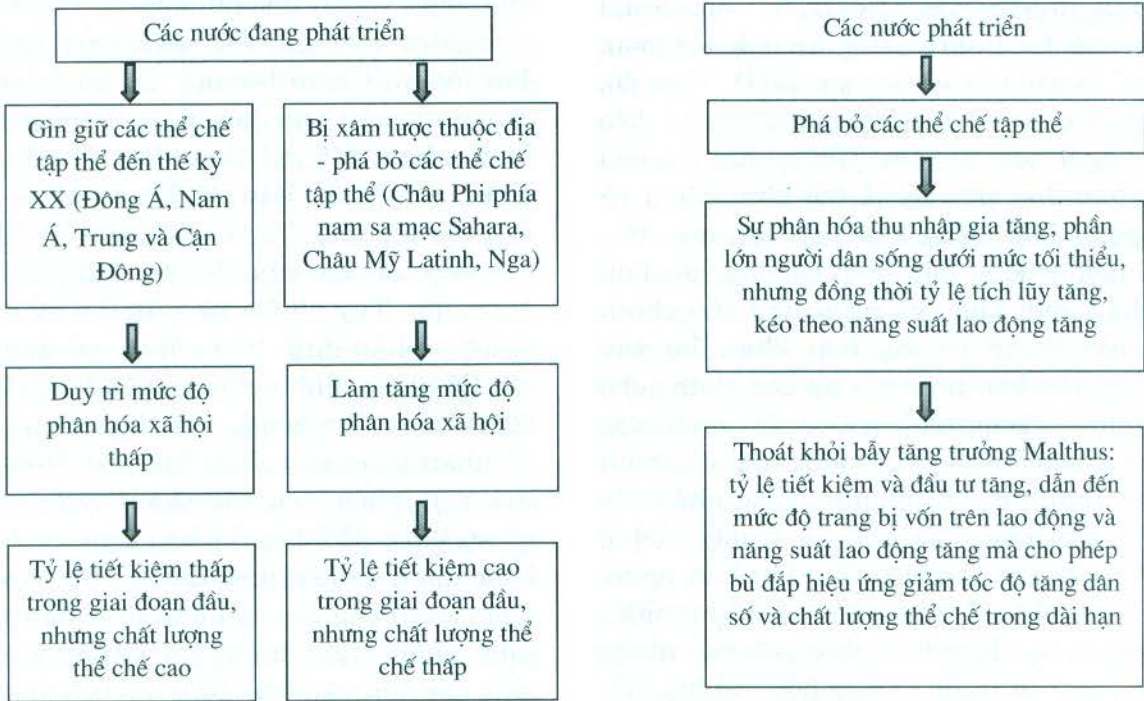 Các nước đang phát triển
Gìn giữ các thể chế
tập thể đến thế kỷ
XX (Đông Á, Nam
Á, Trung và Cận
Đông)
Bị xâm lược thuộc địa
- phá bỏ các thể chế
tập thể (Châu Phi phía
nam sa mạc Sahara,
Châu Mỹ Latinh, Nga)
Duy trì mức độ
phân hóa xã hội
thấp
Làm tăng mức độ
phân hóa xã hội
Tỷ lệ tiết kiệm thấp
trong giai đoạn đầu,
nhưng chất lượng
thể chế cao
Tỷ lệ tiết kiệm cao
trong giai đoạn đầu,
nhưng chất lượng thể
chế thấp
Các nước phát triển
Phá bỏ các thể chế tập thể
Sự phân hóa thu nhập gia tăng, phần
lớn người dân sống dưới mức tối thiểu,
nhưng đồng thời tỷ lệ tích lũy tăng,
kéo theo năng suất lao động tăng
Thoát khỏi bẫy tăng trưởng Malthus:
tỷ lệ tiết kiệm và đầu tư tăng, dẫn đến
mức độ trang bị vốn trên lao động và
năng suất lao động tăng mà cho phép
bù đắp hiệu ứng giảm tốc độ tăng dân
số và chất lượng thể chế trong dài hạn